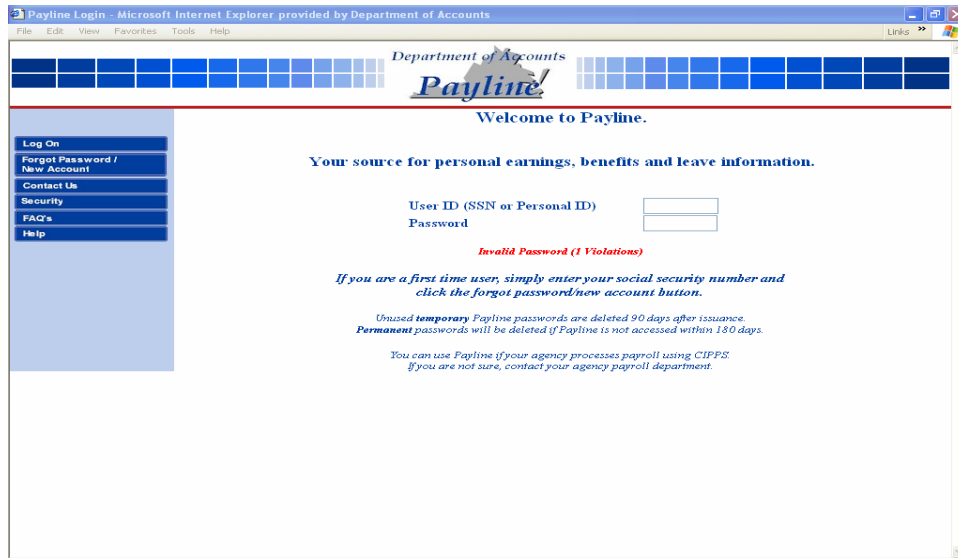 Payline Login - Microsoft Internet Explorer provided by Department of Accounts
File Edit View Favorites Tools Help
Links »
Department of Accounts
Payline!
Welcome to Payline.
Log On
Forgot Password /
New Account
Contact Us
Security
FAQ's
Help
Your source for personal earnings, benefits and leave information.
User ID (SSN or Personal ID)
Password
Invalid Password (1 Violations)
If you are a first time user, simply enter your social security number and
click the forgot password/new account button.
Unused temporary Payline passwords are deleted 90 days after issuance.
Permanent passwords will be deleted if Payline is not accessed within 180 days.
You can use Payline if your agency processes payroll using CIPPS.
If you are not sure, contact your agency payroll department.